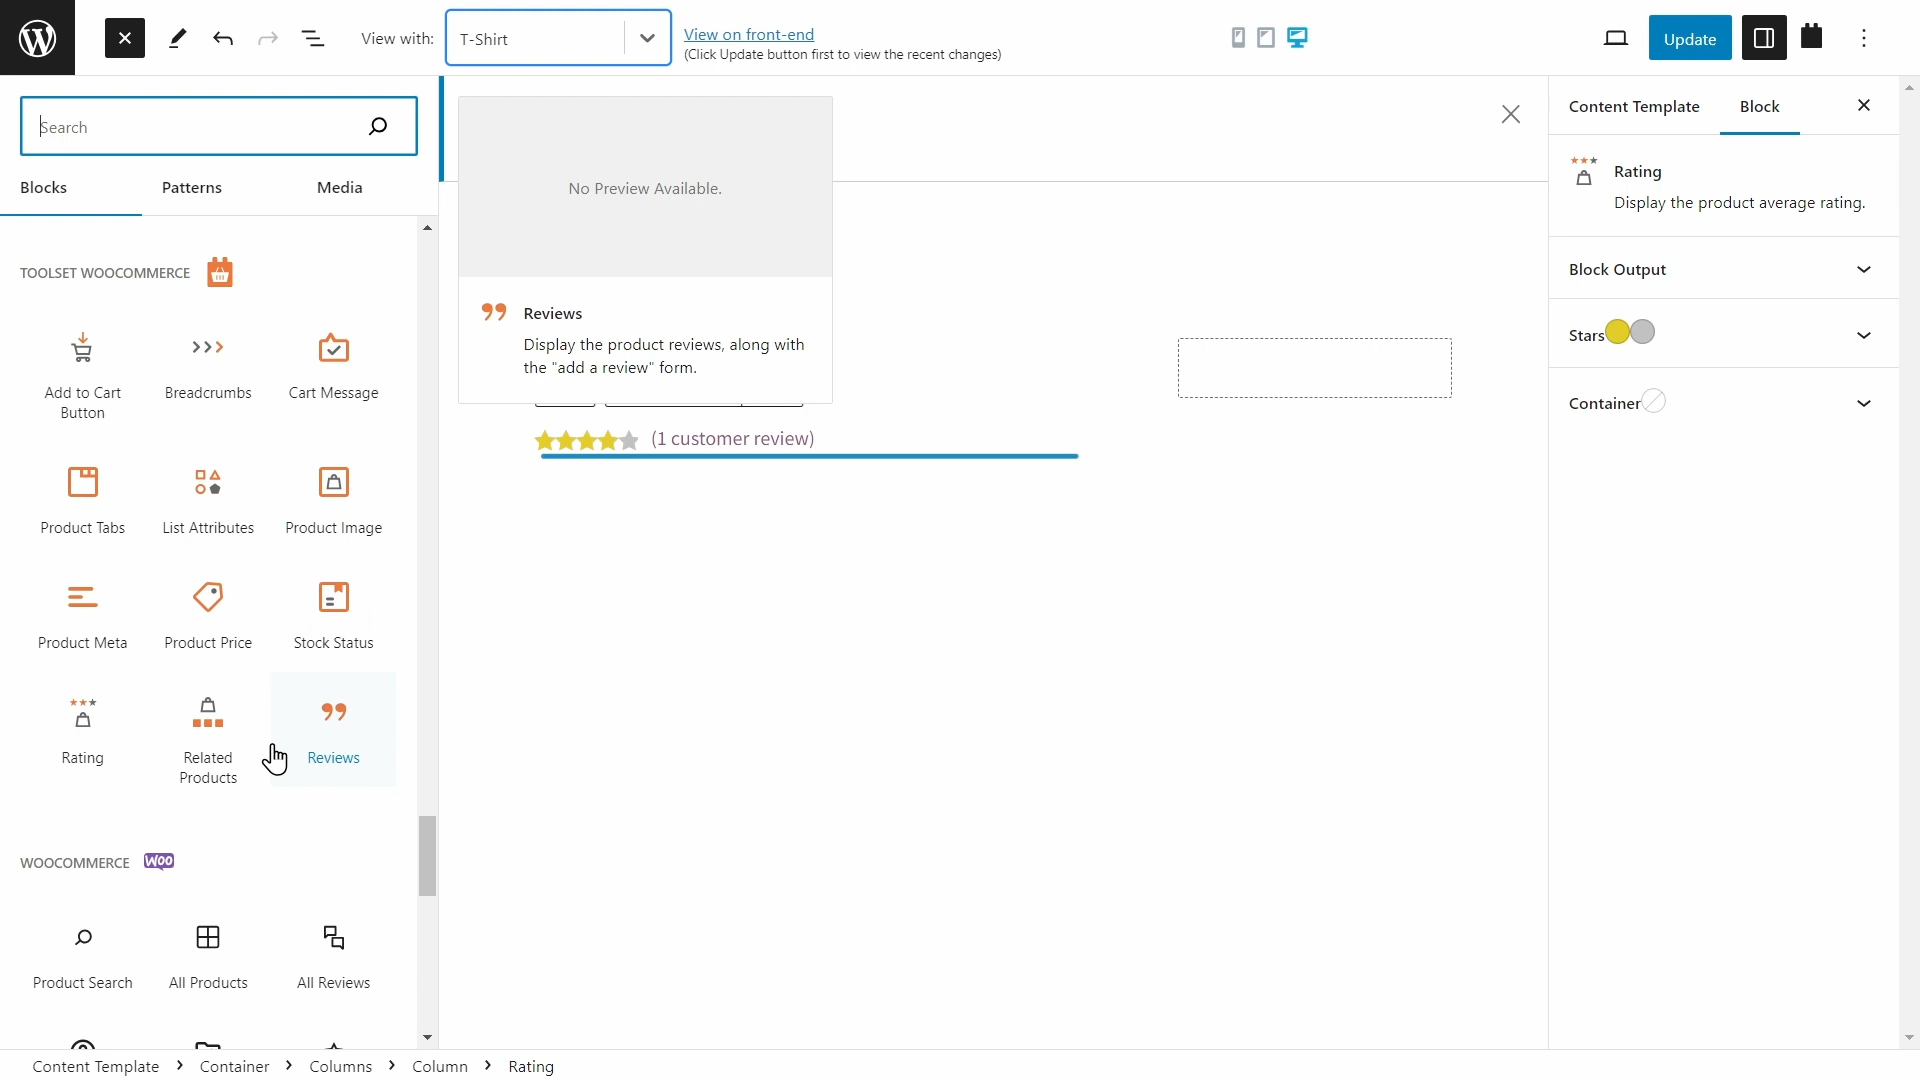 View with:
T-Shirt
View on front-end
(Click Update button first to view the recent changes)
Update
Search
Blocks
Patterns
Media
TOOLSET WOOCOMMERCE
Add to Cart
Button
Breadcrumbs
Cart Message
Product Tabs
List Attributes
Product Image
Product Meta
Product Price
Stock Status
Rating
Related
Products
Reviews
WOOCOMMERCE
Woo
Product Search
All Products
All Reviews
No Preview Available.
Reviews
Display the product reviews, along with
the "add a review" form.
(1 customer review)
Content Template
Block
Rating
Display the product average rating.
Block Output
Stars
Container
Content Template
Container
Columns
Column
Rating